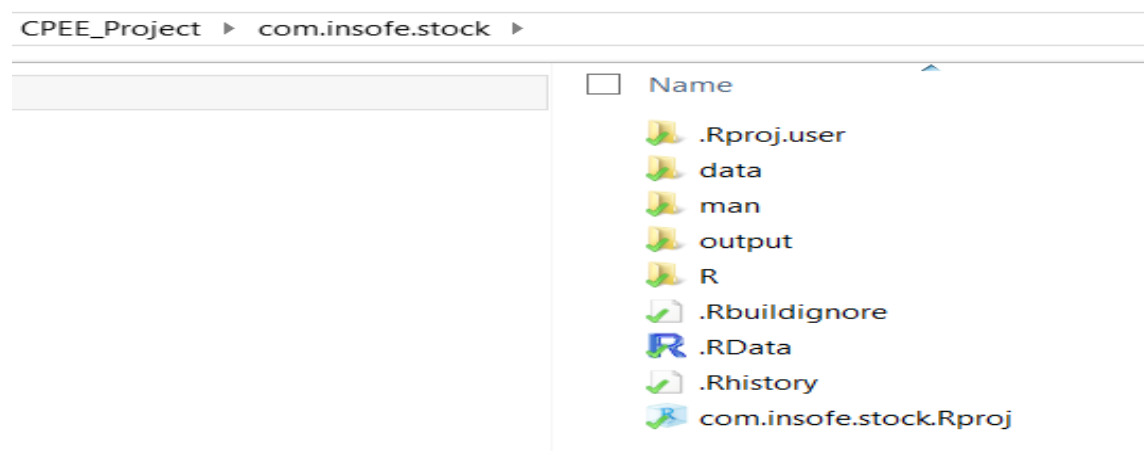 CPEE_Project ▸ com.insofe.stock ▸
Name
.Rproj.user
data
man
output
R
.Rbuildignore
.RData
.Rhistory
com.insofe.stock.Rproj